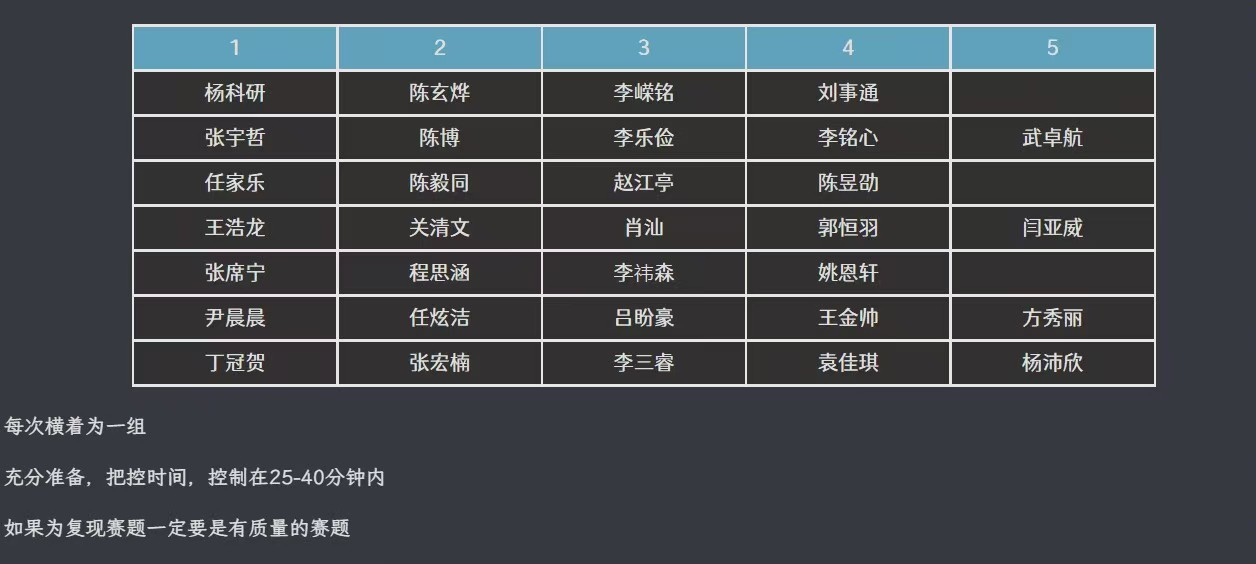 1 2 3 4 5
杨科研 陈玄烨 李嵘铭 刘事通
张宇哲 陈博 李乐俭 李铭心 武卓航
任家乐 陈毅同 赵江亭 陈昱劭
王浩龙 关清文 肖汕 郭恒羽 闫亚威
张席宁 程思涵 李祎森 姚恩轩
尹晨晨 任炫洁 吕盼豪 王金帅 方秀丽
丁冠贺 张宏楠 李三睿 袁佳琪 杨沛欣
每次横着为一组
充分准备，把控时间，控制在25-40分钟内
如果为复现赛题一定要是有质量的赛题